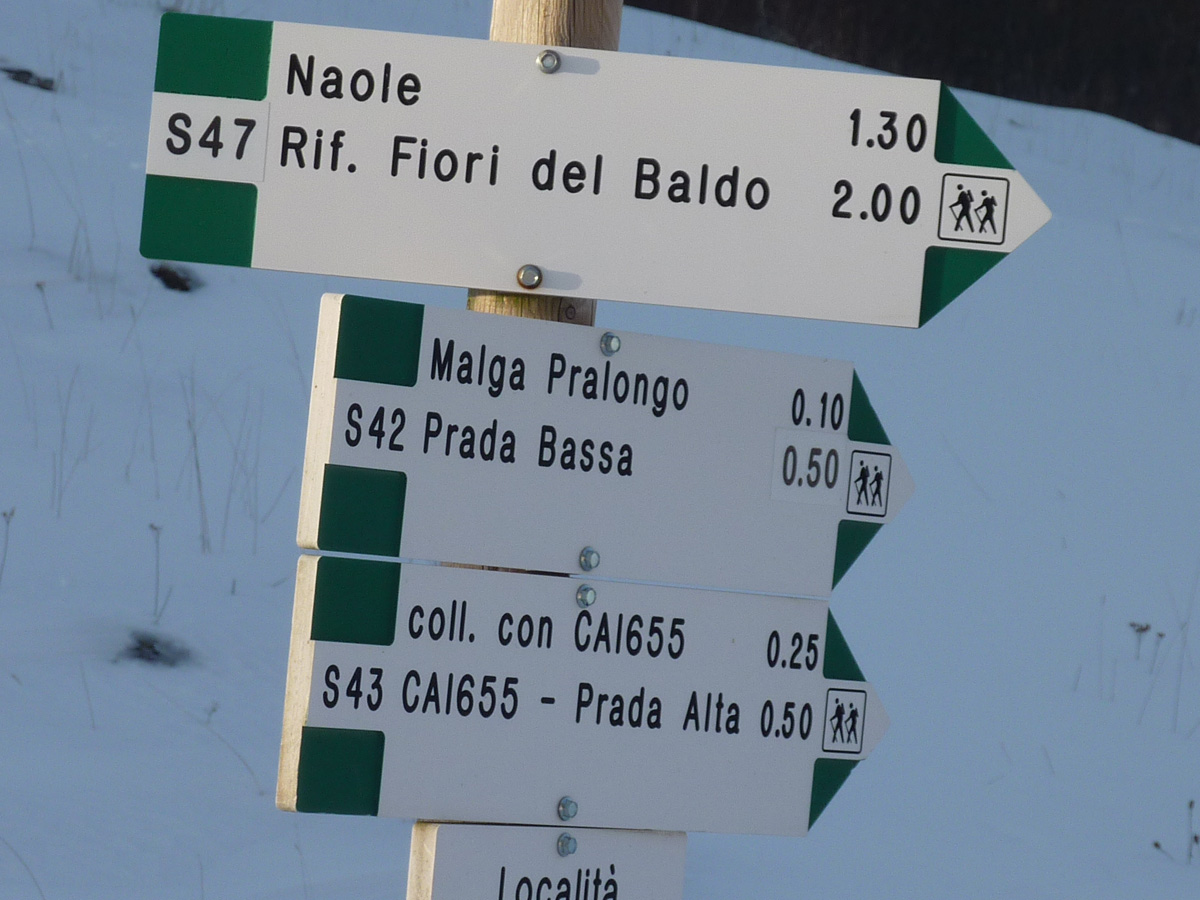 Naole 1.30
S47 Rif. Fiori del Baldo 2.00
Malga Pralongo 0.10
S42 Prada Bassa 0.50
coll. con CAI655 0.25
S43 CAI655 - Prada Alta 0.50
Località